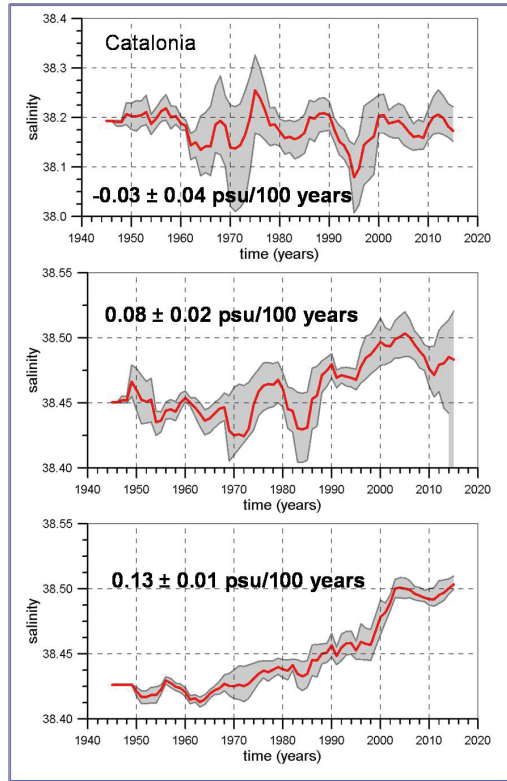 38.4
38.3
38.2
38.1
38.0
salinity
Catalonia
-0.03 ± 0.04 psu/100 years
1940 1950 1960 1970 1980 1990 2000 2010 2020
time (years)
38.55
38.50
38.45
38.40
salinity
0.08 ± 0.02 psu/100 years
1940 1950 1960 1970 1980 1990 2000 2010 2020
time (years)
38.55
38.50
38.45
38.40
salinity
0.13 ± 0.01 psu/100 years
1940 1950 1960 1970 1980 1990 2000 2010 2020
time (years)